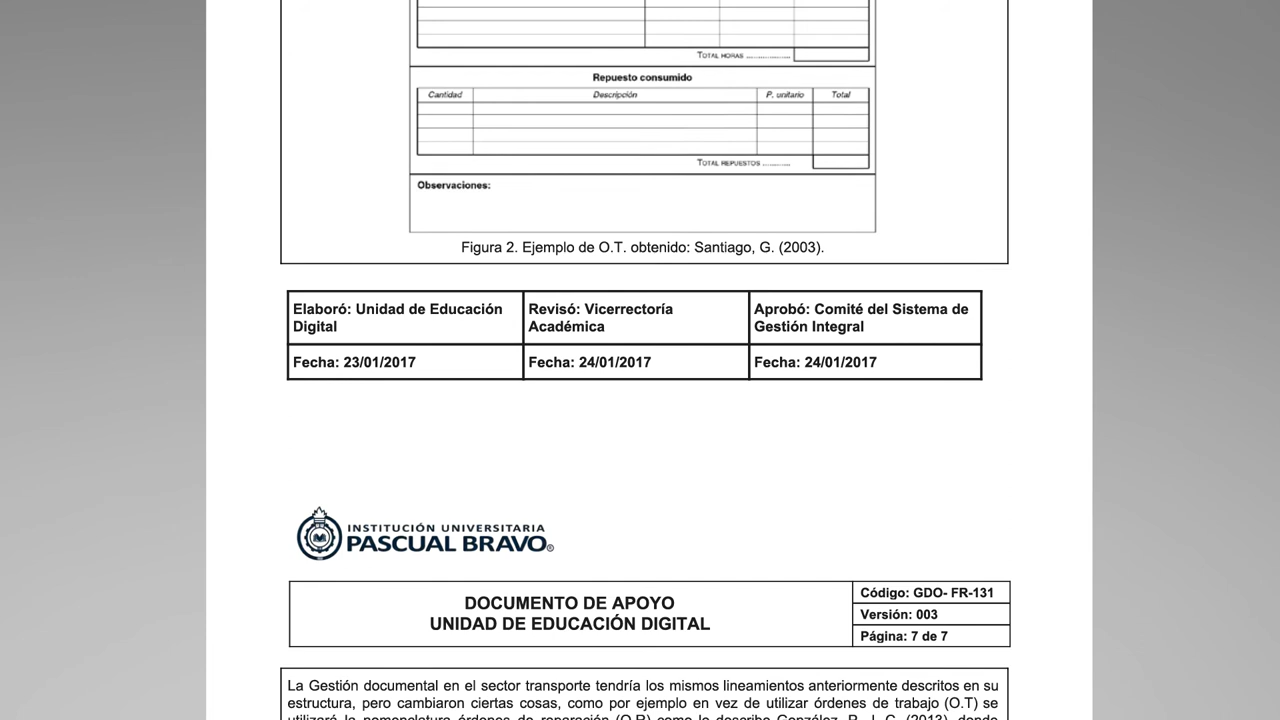 TOTAL HORAS ..................
Repuesto consumido
Cantidad Descripción P. unitario Total
TOTAL REPUESTOS ............
Observaciones:
Figura 2. Ejemplo de O.T. obtenido: Santiago, G. (2003).
Elaboró: Unidad de Educación Digital
Revisó: Vicerrectoría Académica
Aprobó: Comité del Sistema de Gestión Integral
Fecha: 23/01/2017
Fecha: 24/01/2017
Fecha: 24/01/2017
INSTITUCIÓN UNIVERSITARIA
PASCUAL BRAVO®
DOCUMENTO DE APOYO
UNIDAD DE EDUCACIÓN DIGITAL
Código: GDO- FR-131
Versión: 003
Página: 7 de 7
La Gestión documental en el sector transporte tendría los mismos lineamientos anteriormente descritos en su
estructura, pero cambiaron ciertas cosas, como por ejemplo en vez de utilizar órdenes de trabajo (O.T) se
utilizará la nomenclatura órdenes de reparación (O.R) como lo describe González, P. J. C. (2013), donde